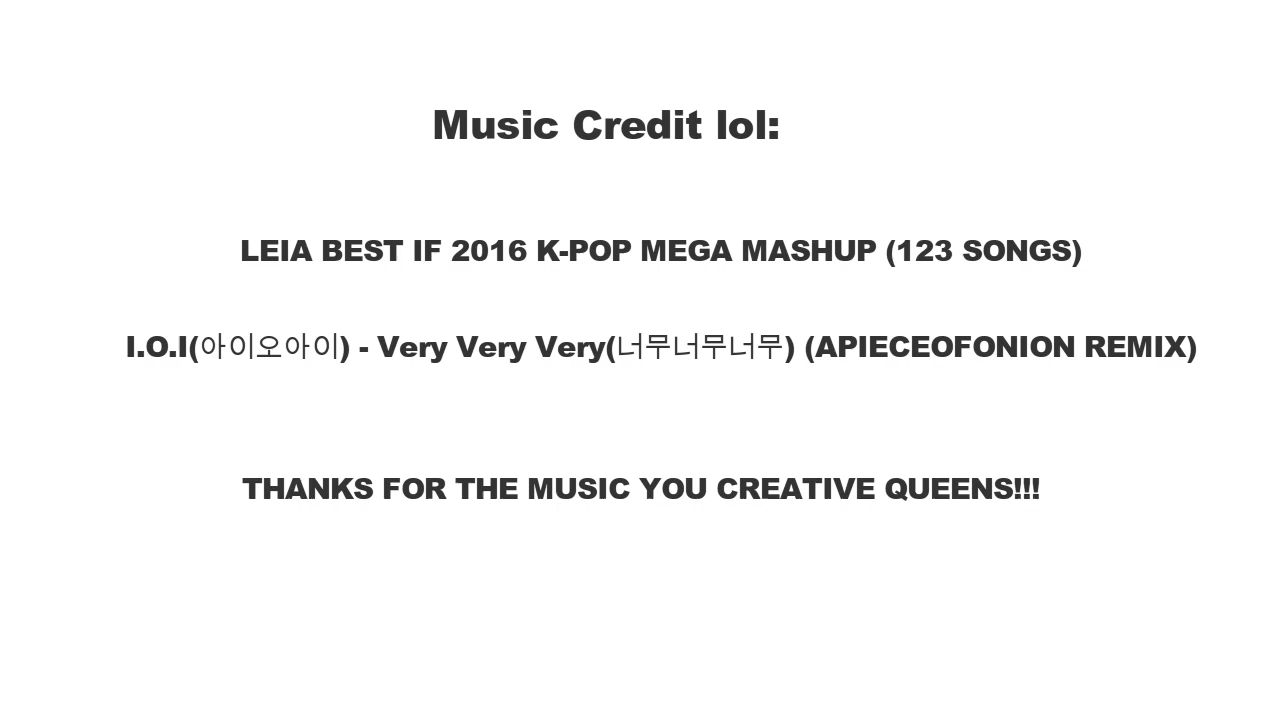 Music Credit lol:
LEIA BEST IF 2016 K-POP MEGA MASHUP (123 SONGS)
I.O.I(아이오아이) - Very Very Very(너무너무너무) (APIECEOFONION REMIX)
THANKS FOR THE MUSIC YOU CREATIVE QUEENS!!!